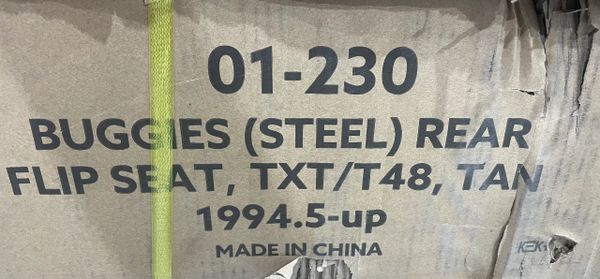 01-230
BUGGIES (STEEL) REAR
FLIP SEAT, TXT/T48, TAN
1994.5-up
MADE IN CHINA